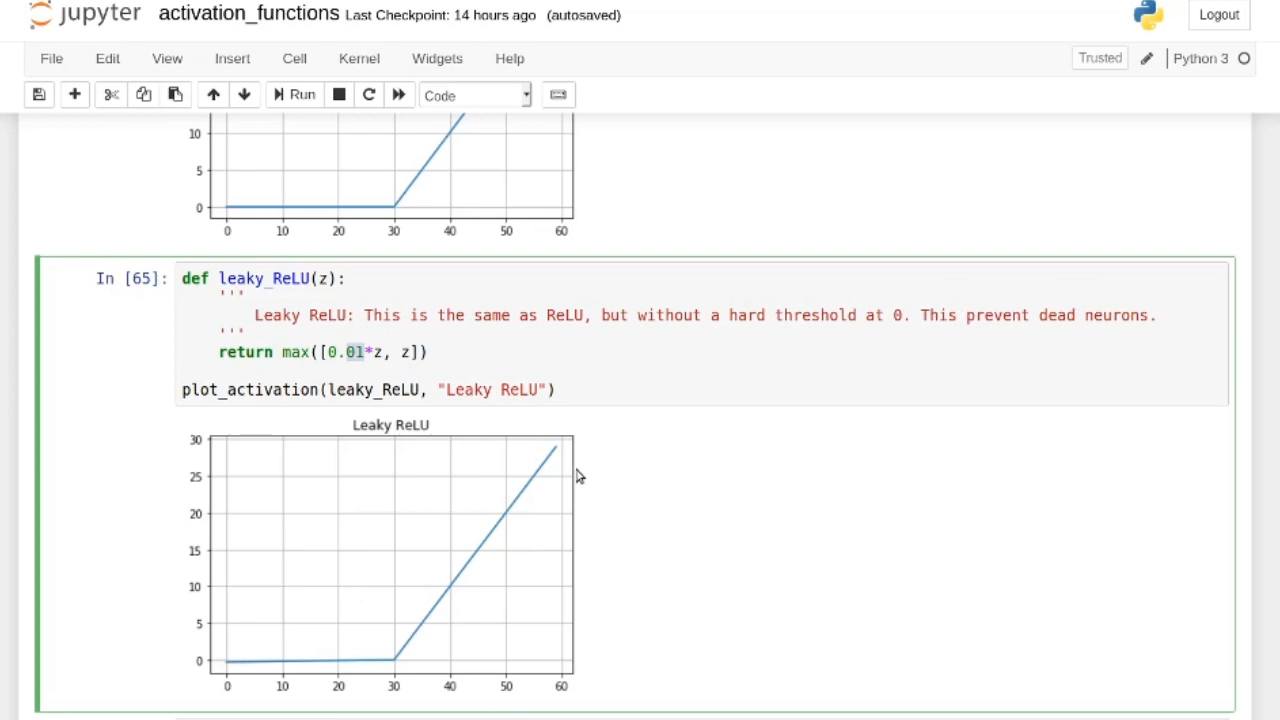 jupyter activation_functions Last Checkpoint: 14 hours ago (autosaved) Logout
File Edit View Insert Cell Kernel Widgets Help Trusted Python 3
Run Code
10
5
0
0 10 20 30 40 50 60
In [65]: def leaky_ReLU(z):
'''
Leaky ReLU: This is the same as ReLU, but without a hard threshold at 0. This prevent dead neurons.
'''
return max([0.01*z, z])
plot_activation(leaky_ReLU, "Leaky ReLU")
Leaky ReLU
30
25
20
15
10
5
0
0 10 20 30 40 50 60